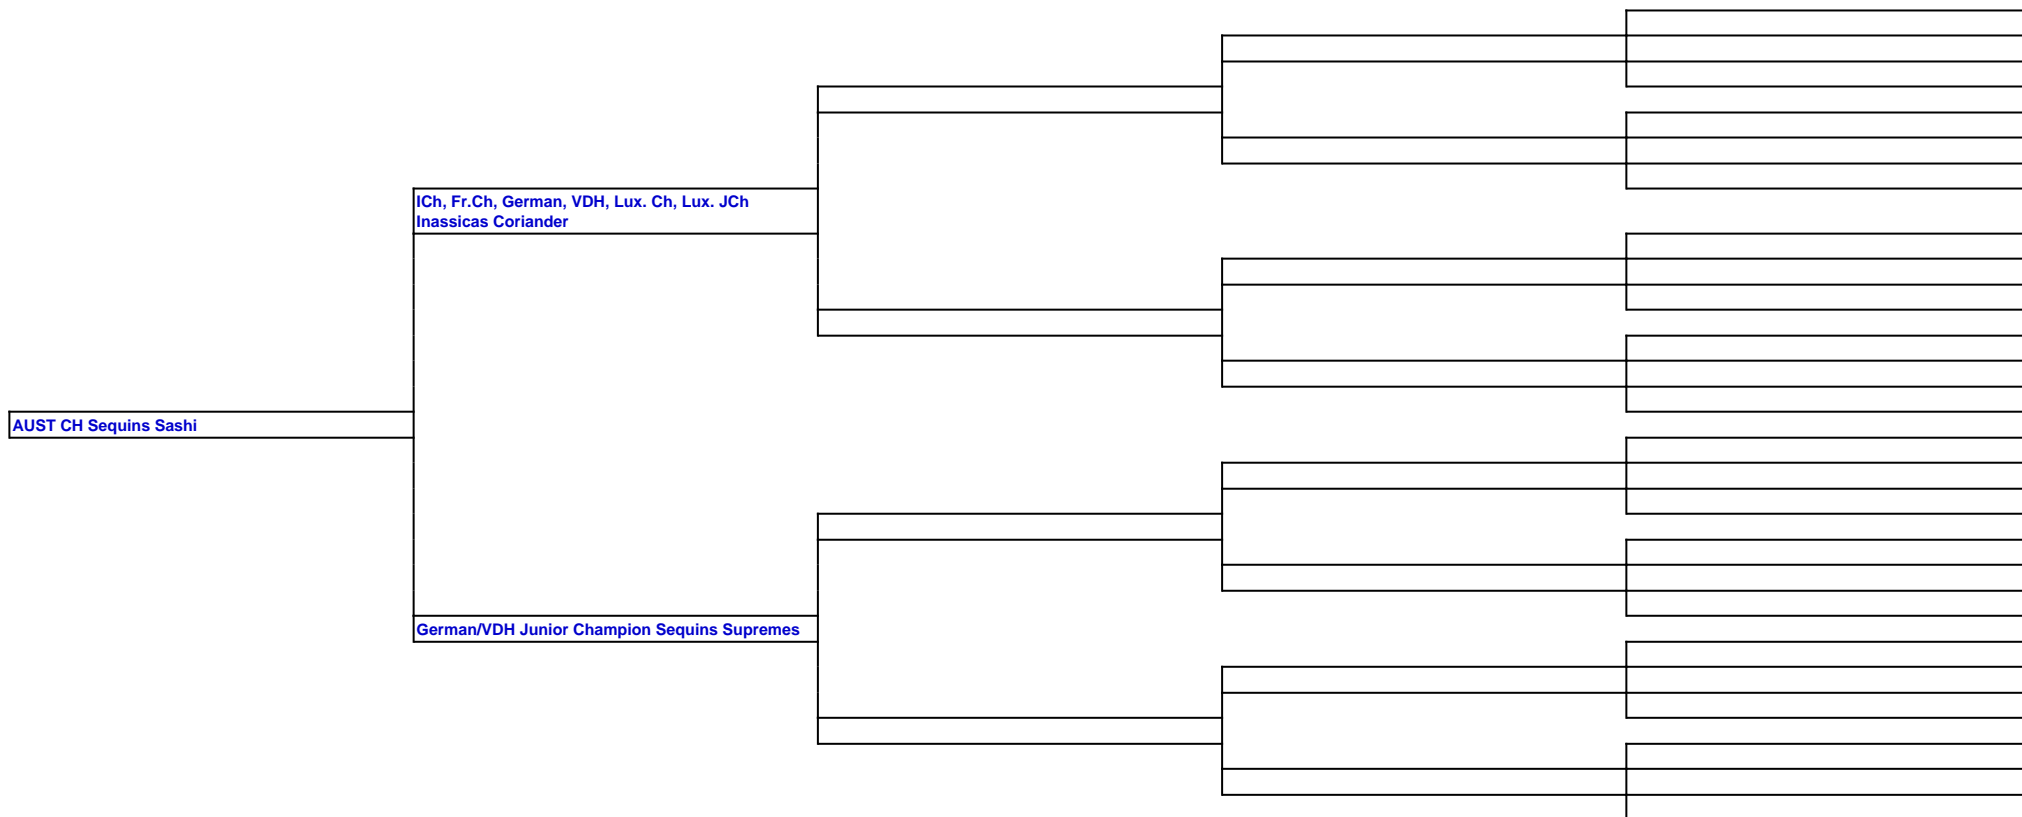 ICh, Fr.Ch, German, VDH, Lux. Ch, Lux. JCh
Inassicas Coriander
AUST CH Sequins Sashi
German/VDH Junior Champion Sequins Supremes